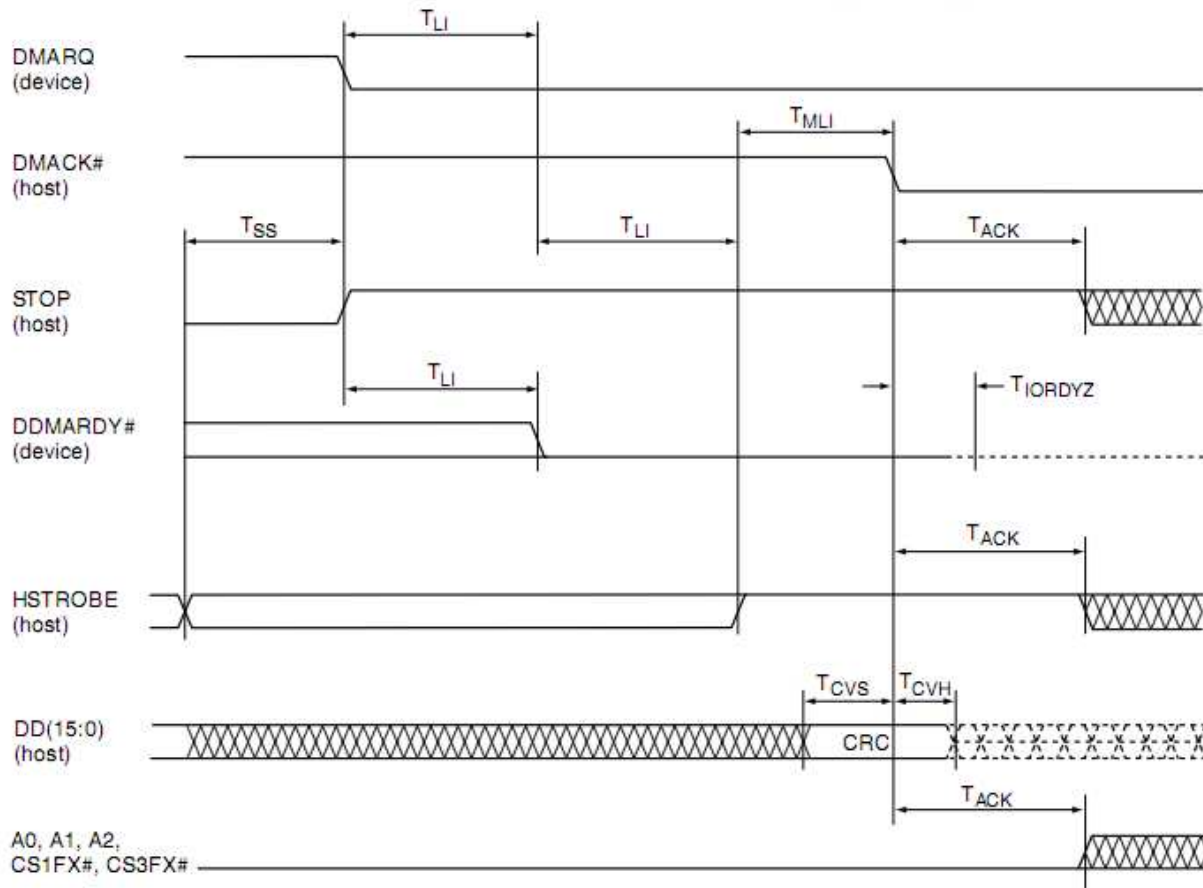 TLI
DMARQ
(device)
TMLI
DMACK#
(host)
TSS
TLI
TACK
STOP
(host)
TLI
TIORDYZ
DDMARDY#
(device)
TACK
HSTROBE
(host)
TCVS
TCVH
DD(15:0)
(host)
CRC
TACK
A0, A1, A2,
CS1FX#, CS3FX#